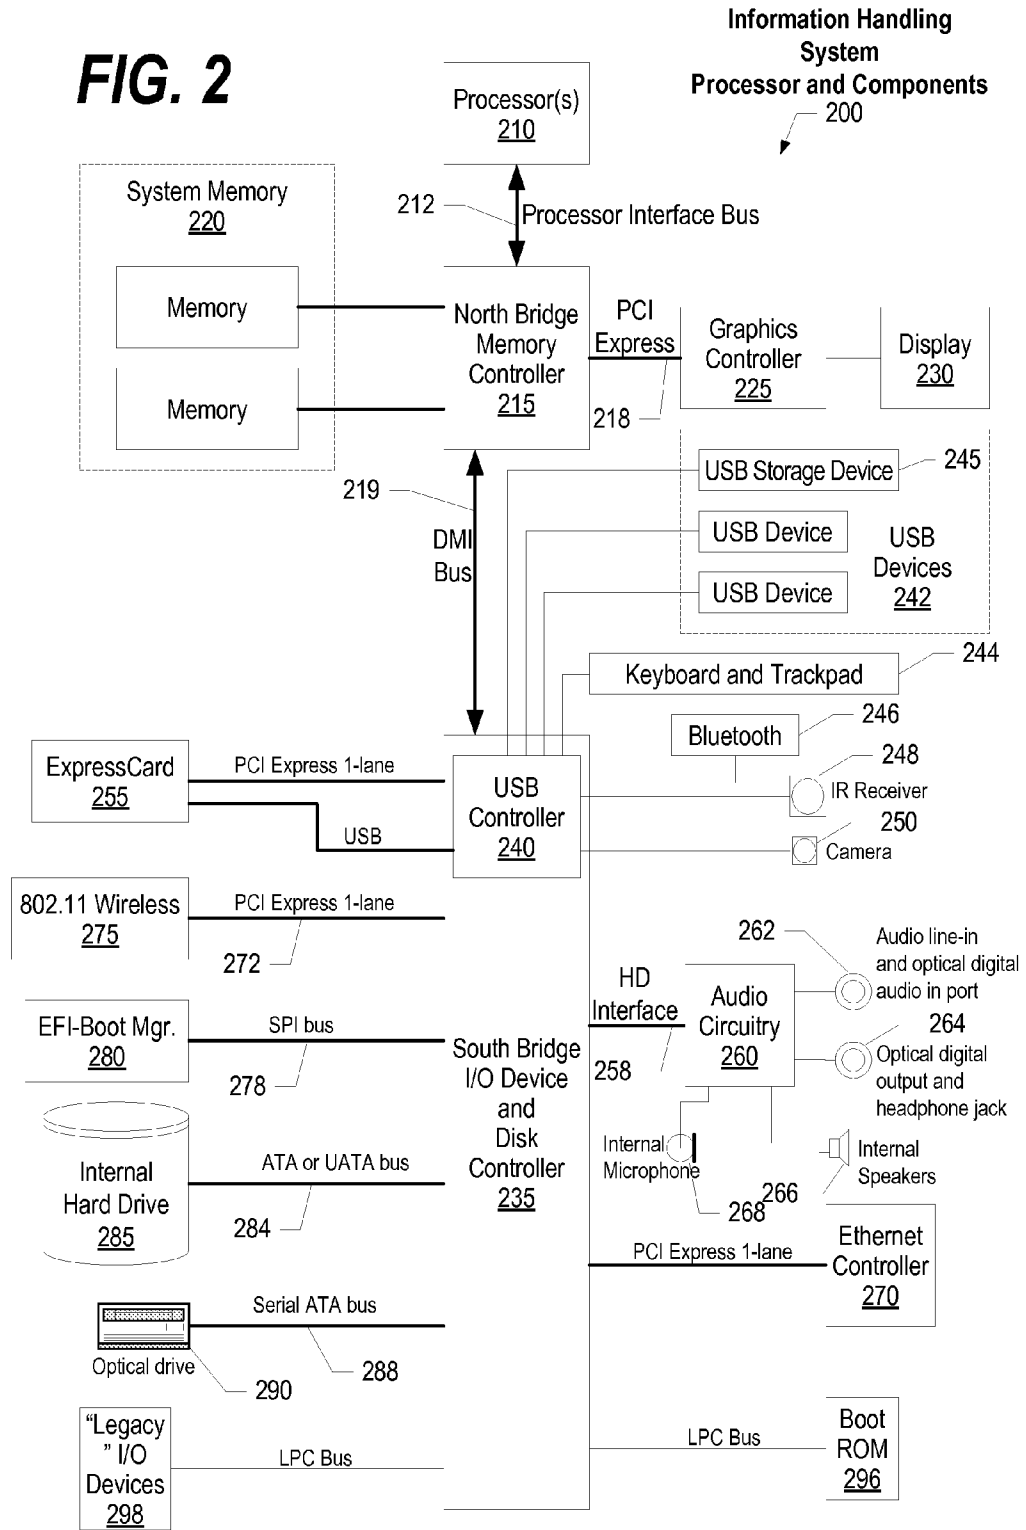 Information Handling
System
Processor and Components
200
FIG. 2
Processor(s)
210
212
Processor Interface Bus
System Memory
220
Memory
Memory
North Bridge
Memory
Controller
215
PCI
Express
218
Graphics
Controller
225
Display
230
219
DMI
Bus
USB Storage Device
245
USB Device
USB Device
USB
Devices
242
Keyboard and Trackpad
244
Bluetooth
246
248
IR Receiver
250
Camera
ExpressCard
255
PCI Express 1-lane
USB
USB
Controller
240
802.11 Wireless
275
PCI Express 1-lane
272
EFI-Boot Mgr.
280
SPI bus
278
Internal
Hard Drive
285
ATA or UATA bus
284
South Bridge
I/O Device
and
Disk
Controller
235
HD
Interface
258
Audio
Circuitry
260
262
Audio line-in
and optical digital
audio in port
264
Optical digital
output and
headphone jack
Internal
Microphone
268
266
Internal
Speakers
PCI Express 1-lane
Ethernet
Controller
270
Serial ATA bus
288
Optical drive
290
"Legacy
" I/O
Devices
298
LPC Bus
LPC Bus
Boot
ROM
296